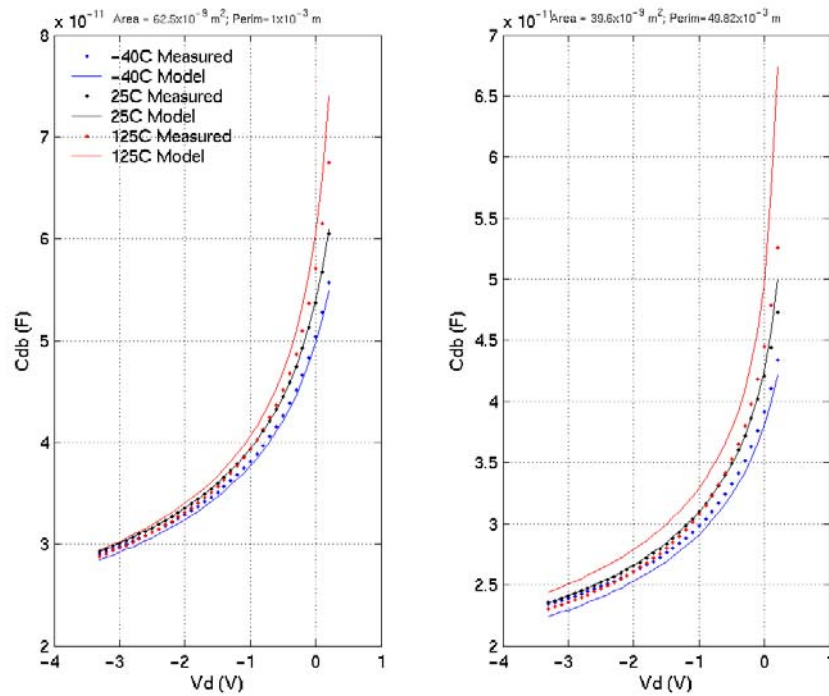 x 10⁻¹¹ Area = 62.5x10⁻⁹ m²; Perim=1x10⁻³ m
8
7
6
5
4
3
2
Cdb (F)
−40C Measured
−40C Model
25C Measured
25C Model
125C Measured
125C Model
−4 −3 −2 −1 0 1
Vd (V)
x 10⁻¹¹ Area = 39.6x10⁻⁹ m²; Perim=49.82x10⁻³ m
7
6.5
6
5.5
5
4.5
4
3.5
3
2.5
2
Cdb (F)
−4 −3 −2 −1 0 1
Vd (V)